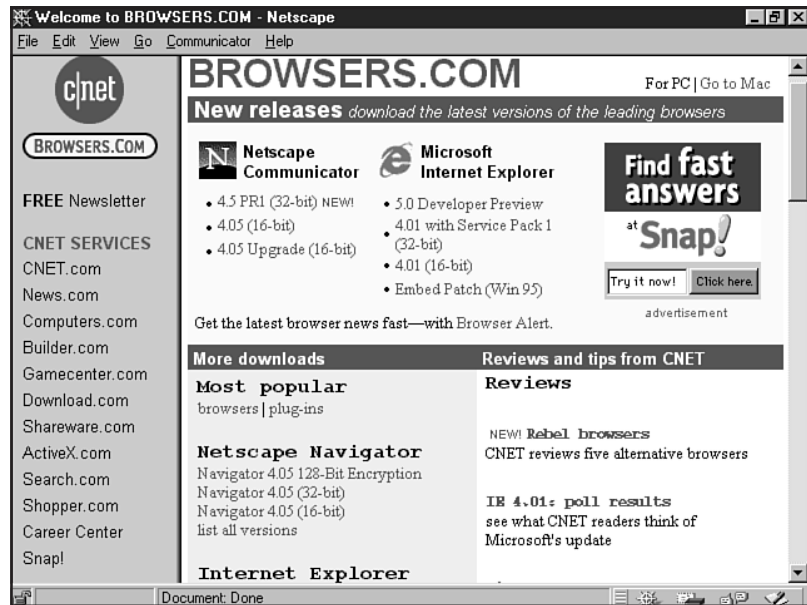 Welcome to BROWSERS.COM - Netscape
File Edit View Go Communicator Help
c|net
BROWSERS.COM
FREE Newsletter
CNET SERVICES
CNET.com
News.com
Computers.com
Builder.com
Gamecenter.com
Download.com
Shareware.com
ActiveX.com
Search.com
Shopper.com
Career Center
Snap!
BROWSERS.COM
For PC | Go to Mac
New releases download the latest versions of the leading browsers
N Netscape
Communicator
• 4.5 PR1 (32-bit) NEW!
• 4.05 (16-bit)
• 4.05 Upgrade (16-bit)
Microsoft
Internet Explorer
• 5.0 Developer Preview
• 4.01 with Service Pack 1
(32-bit)
• 4.01 (16-bit)
• Embed Patch (Win 95)
Find fast
answers
at Snap!
Try it now! Click here.
advertisement
Get the latest browser news fast—with Browser Alert.
More downloads
Most popular
browsers | plug-ins
Netscape Navigator
Navigator 4.05 128-Bit Encryption
Navigator 4.05 (32-bit)
Navigator 4.05 (16-bit)
list all versions
Internet Explorer
Reviews and tips from CNET
Reviews
NEW! Rebel browsers
CNET reviews five alternative browsers
IE 4.01: poll results
see what CNET readers think of
Microsoft's update
Document: Done